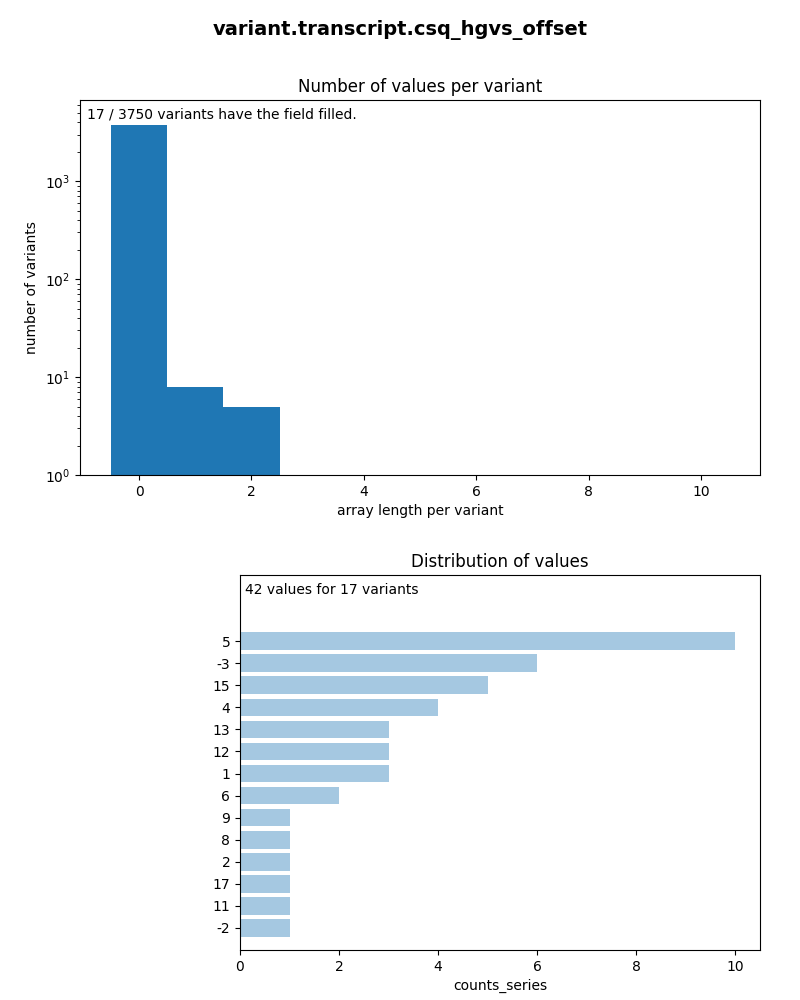 variant.transcript.csq_hgvs_offset
Number of values per variant
17 / 3750 variants have the field filled.
10³
10²
10¹
10⁰
number of variants
0 2 4 6 8 10
array length per variant
Distribution of values
42 values for 17 variants
5
-3
15
4
13
12
1
6
9
8
2
17
11
-2
0 2 4 6 8 10
counts_series